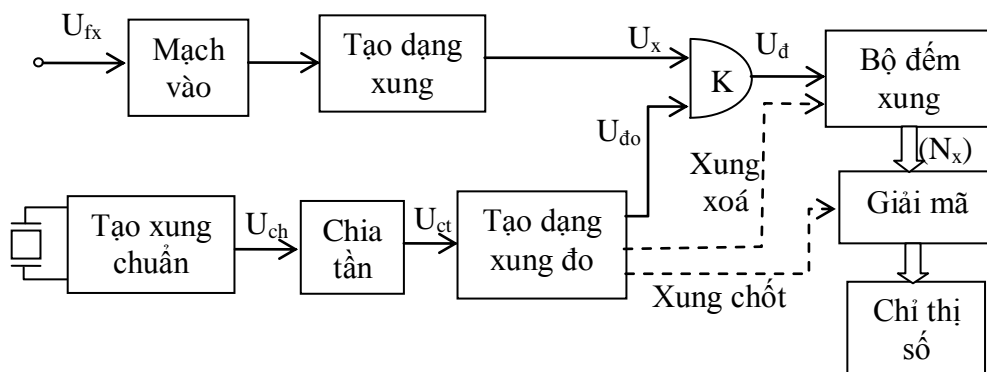 U_fx
Mạch
vào
Tạo dạng
xung
U_x
K
U_đ
Bộ đếm
xung
U_đo
(N_x)
Xung
xoá
Giải mã
Tạo xung
chuẩn
U_ch
Chia
tần
U_ct
Tạo dạng
xung đo
Xung chốt
Chỉ thị
số